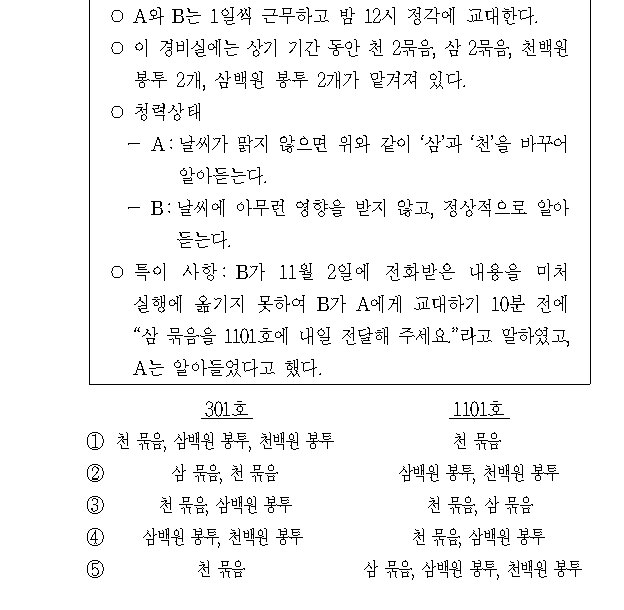 ○ A와 B는 1일씩 근무하고 밤 12시 정각에 교대한다.
○ 이 경비실에는 상기 기간 동안 천 2묶음, 삼 2묶음, 천백원
봉투 2개, 삼백원 봉투 2개가 맡겨져 있다.
○ 청력상태
－ A : 날씨가 맑지 않으면 위와 같이 ‘삼’과 ‘천’을 바꾸어
알아듣는다.
－ B : 날씨에 아무런 영향을 받지 않고, 정상적으로 알아
듣는다.
○ 특이 사항 : B가 11월 2일에 전화받은 내용을 미처
실행에 옮기지 못하여 B가 A에게 교대하기 10분 전에
“삼 묶음을 1101호에 내일 전달해 주세요.”라고 말하였고,
A는 알아들었다고 했다.
301호 1101호
① 천 묶음, 삼백원 봉투, 천백원 봉투 천 묶음
② 삼 묶음, 천 묶음 삼백원 봉투, 천백원 봉투
③ 천 묶음, 삼백원 봉투 천 묶음, 삼 묶음
④ 삼백원 봉투, 천백원 봉투 천 묶음, 삼백원 봉투
⑤ 천 묶음 삼 묶음, 삼백원 봉투, 천백원 봉투